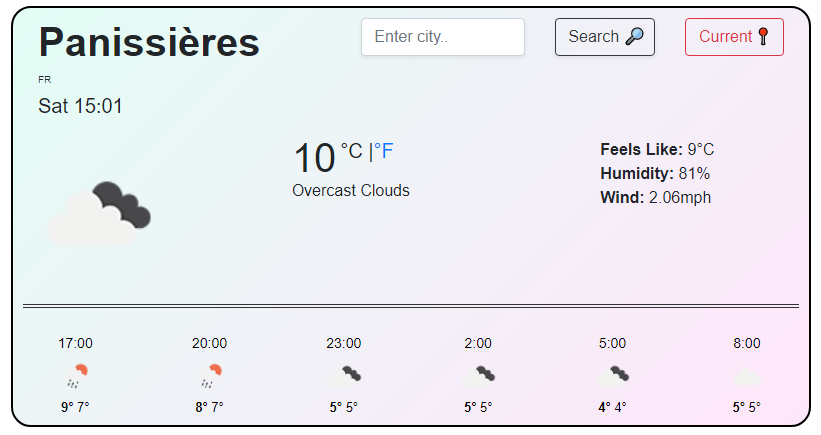 Panissières
Enter city..
Search
Current
FR
Sat 15:01
10 °C |°F
Overcast Clouds
Feels Like: 9°C
Humidity: 81%
Wind: 2.06mph
17:00 20:00 23:00 2:00 5:00 8:00
9° 7° 8° 7° 5° 5° 5° 5° 4° 4° 5° 5°